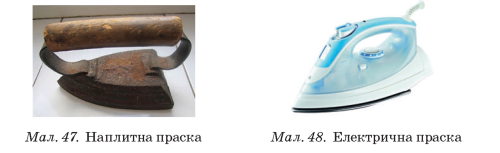 Мал. 47. Наплитна праска
Мал. 48. Електрична праска